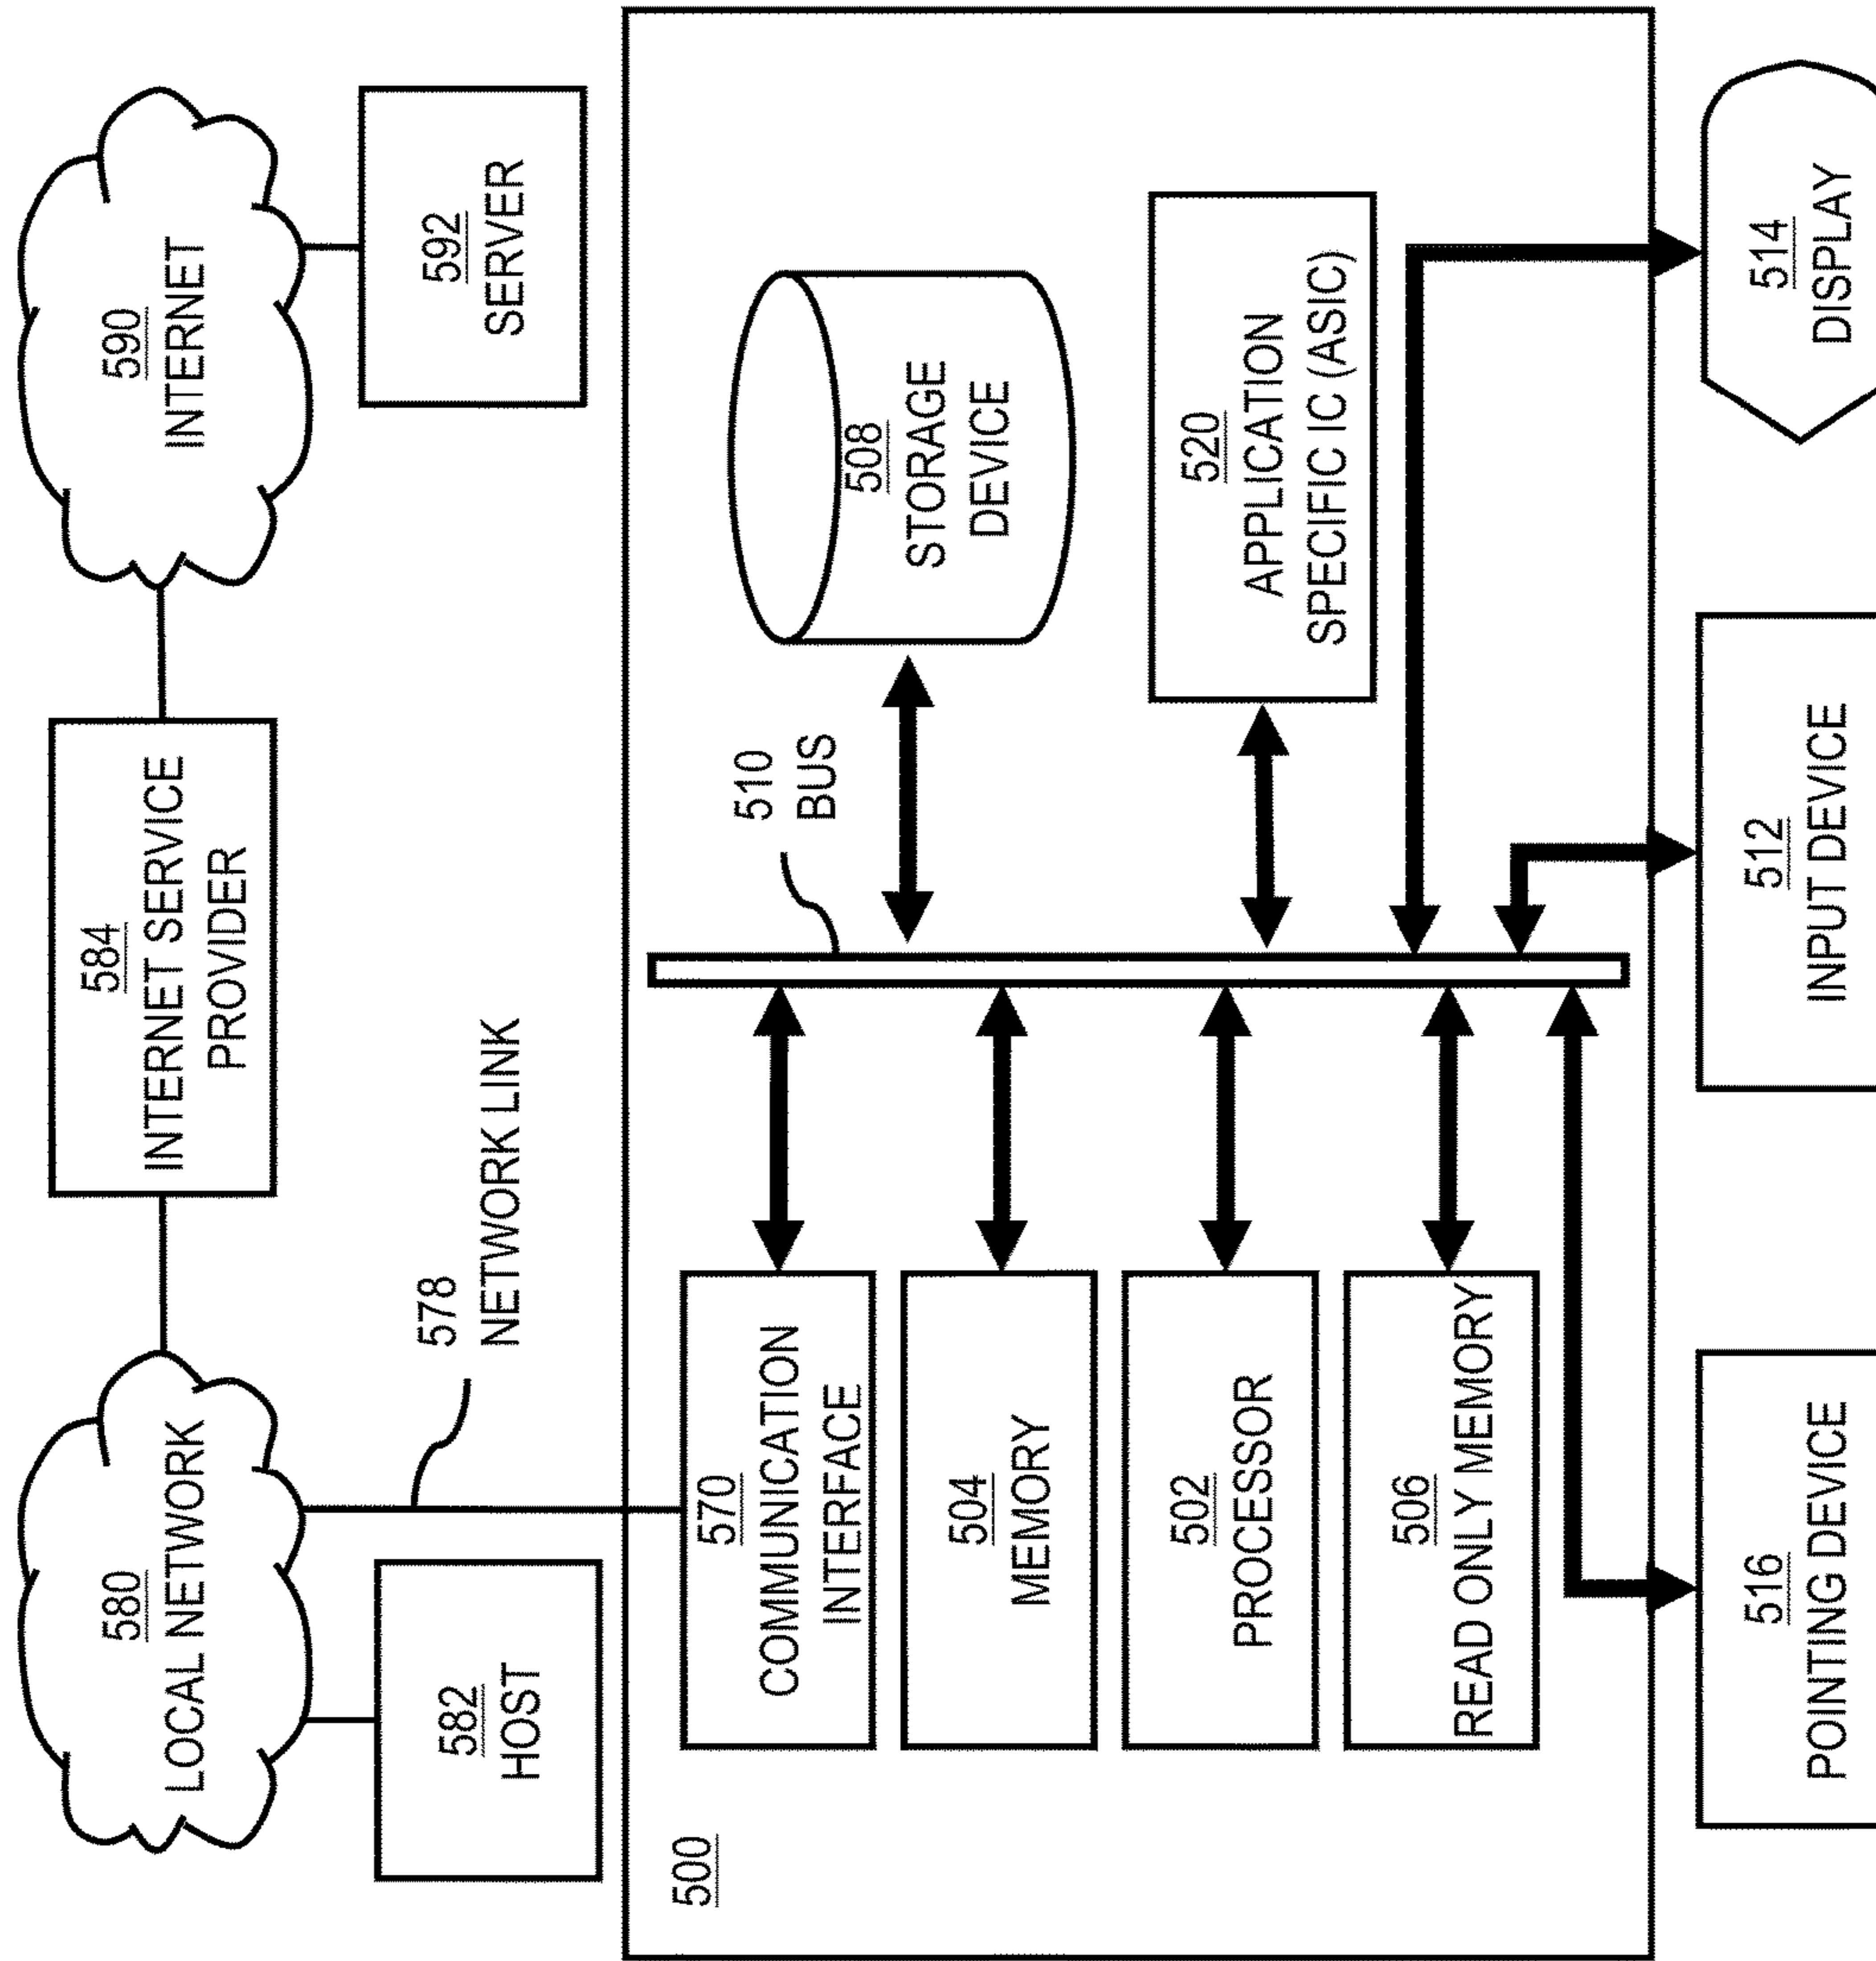 580
LOCAL NETWORK
584
INTERNET SERVICE
PROVIDER
590
INTERNET
582
HOST
578
NETWORK LINK
592
SERVER
500
570
COMMUNICATION
INTERFACE
510
BUS
508
STORAGE
DEVICE
504
MEMORY
502
PROCESSOR
520
APPLICATION
SPECIFIC IC (ASIC)
506
READ ONLY MEMORY
516
POINTING DEVICE
512
INPUT DEVICE
514
DISPLAY